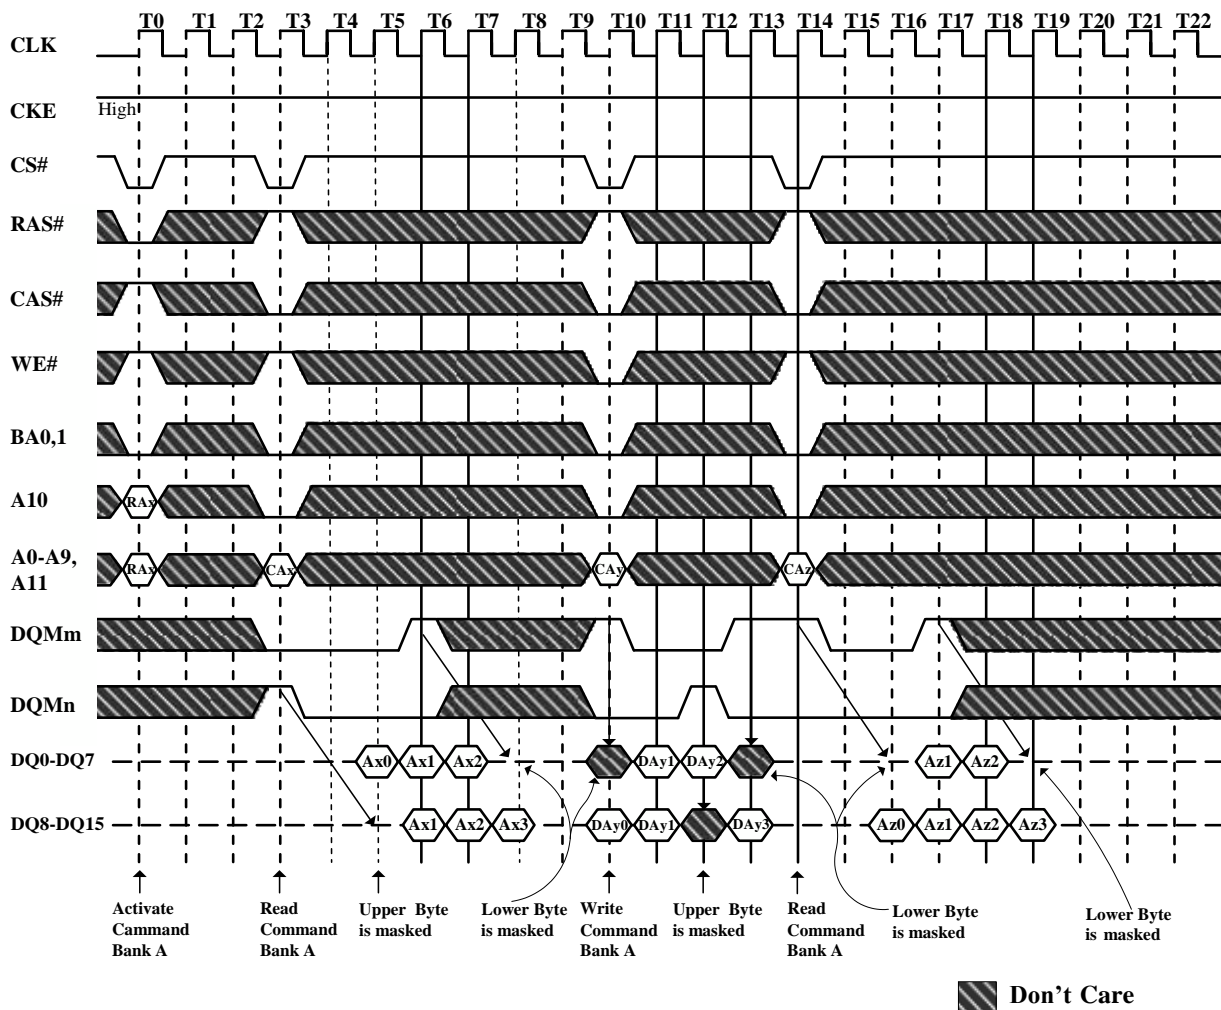 T0 T1 T2 T3 T4 T5 T6 T7 T8 T9 T10 T11 T12 T13 T14 T15 T16 T17 T18 T19 T20 T21 T22
CLK
CKE High
CS#
RAS#
CAS#
WE#
BA0,1
A10 RAx
A0-A9, A11 RAx CAx CAy CAz
DQMm
DQMn
DQ0-DQ7 Ax0 Ax1 Ax2 DAy1 DAy2 Az1 Az2
DQ8-DQ15 Ax1 Ax2 Ax3 DAy0 DAy1 DAy3 Az0 Az1 Az2 Az3
Activate
Cammand
Bank A
Read
Command
Bank A
Upper Byte
is masked
Lower Byte
is masked
Write
Command
Bank A
Upper Byte
is masked
Read
Command
Bank A
Lower Byte
is masked
Lower Byte
is masked
Don't Care